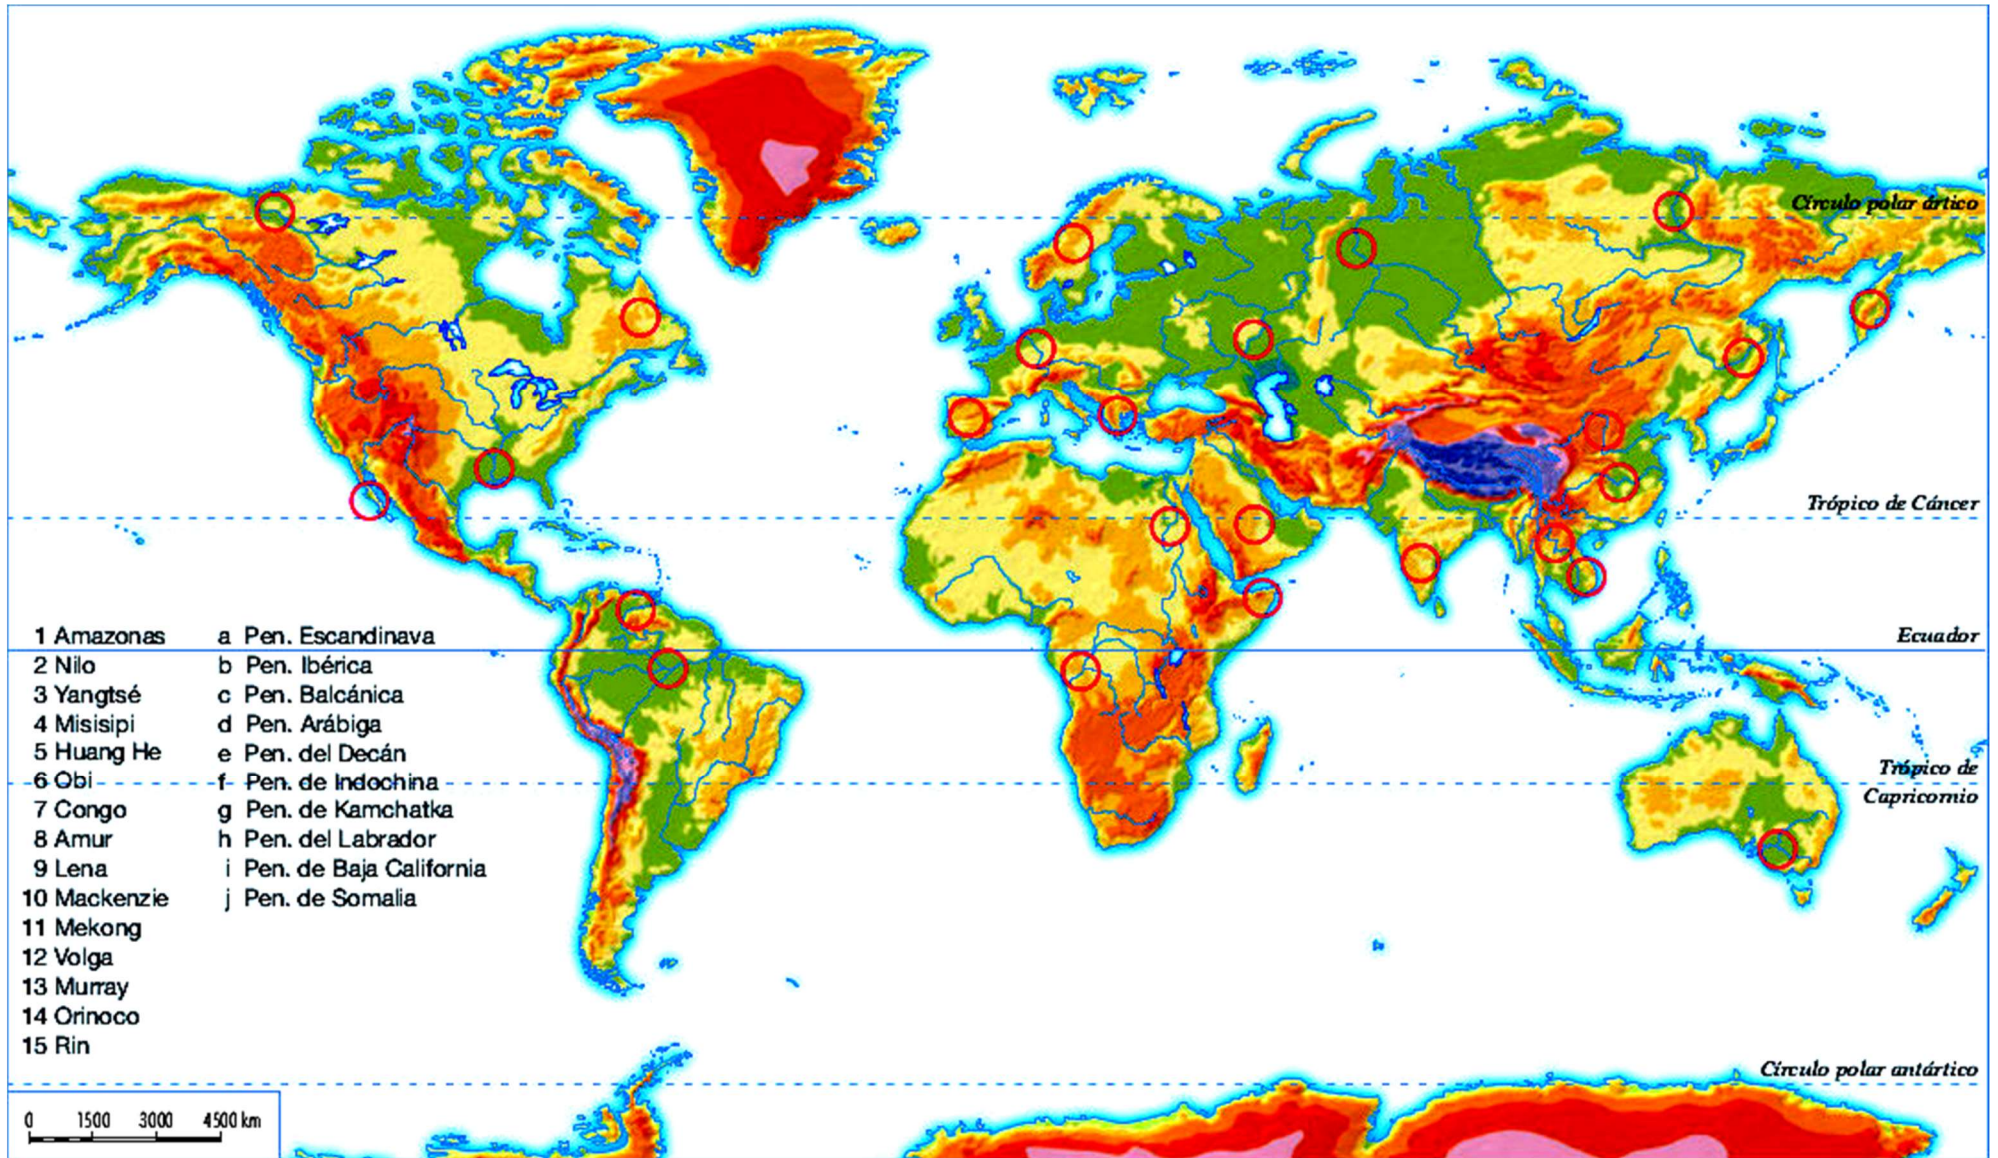 Círculo polar ártico
Trópico de Cáncer
Ecuador
Trópico de
Capricornio
Círculo polar antártico
1 Amazonas
2 Nilo
3 Yangtsé
4 Misisipi
5 Huang He
6 Obi
7 Congo
8 Amur
9 Lena
10 Mackenzie
11 Mekong
12 Volga
13 Murray
14 Orinoco
15 Rin
a Pen. Escandinava
b Pen. Ibérica
c Pen. Balcánica
d Pen. Arábiga
e Pen. del Decán
f Pen. de Indochina
g Pen. de Kamchatka
h Pen. del Labrador
i Pen. de Baja California
j Pen. de Somalia
0 1500 3000 4500 km